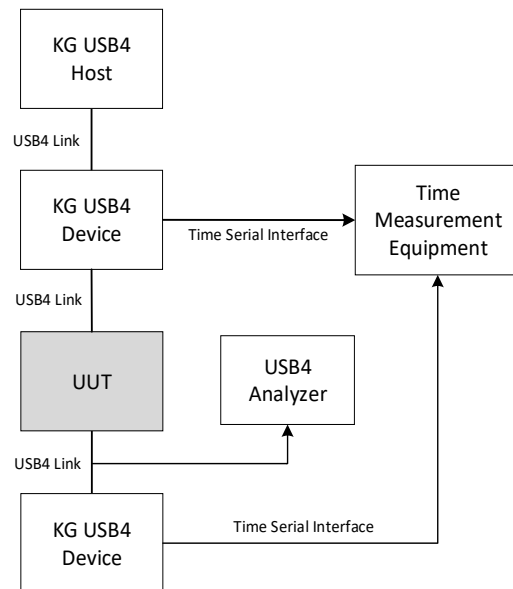 KG USB4
Host
USB4 Link
KG USB4
Device
Time Serial Interface
Time
Measurement
Equipment
USB4 Link
UUT
USB4
Analyzer
USB4 Link
KG USB4
Device
Time Serial Interface